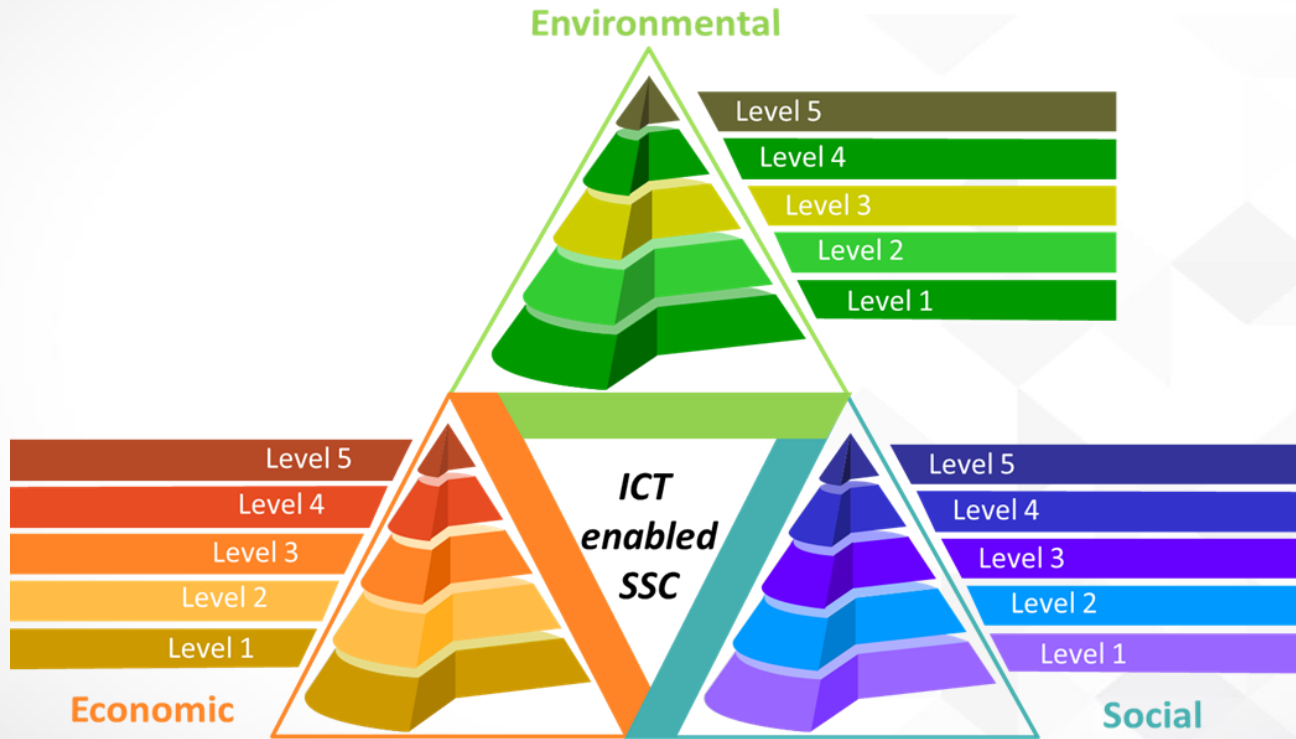 Environmental
Level 5
Level 4
Level 3
Level 2
Level 1
Level 5
Level 4
Level 3
Level 2
Level 1
Economic
ICT
enabled
SSC
Level 5
Level 4
Level 3
Level 2
Level 1
Social